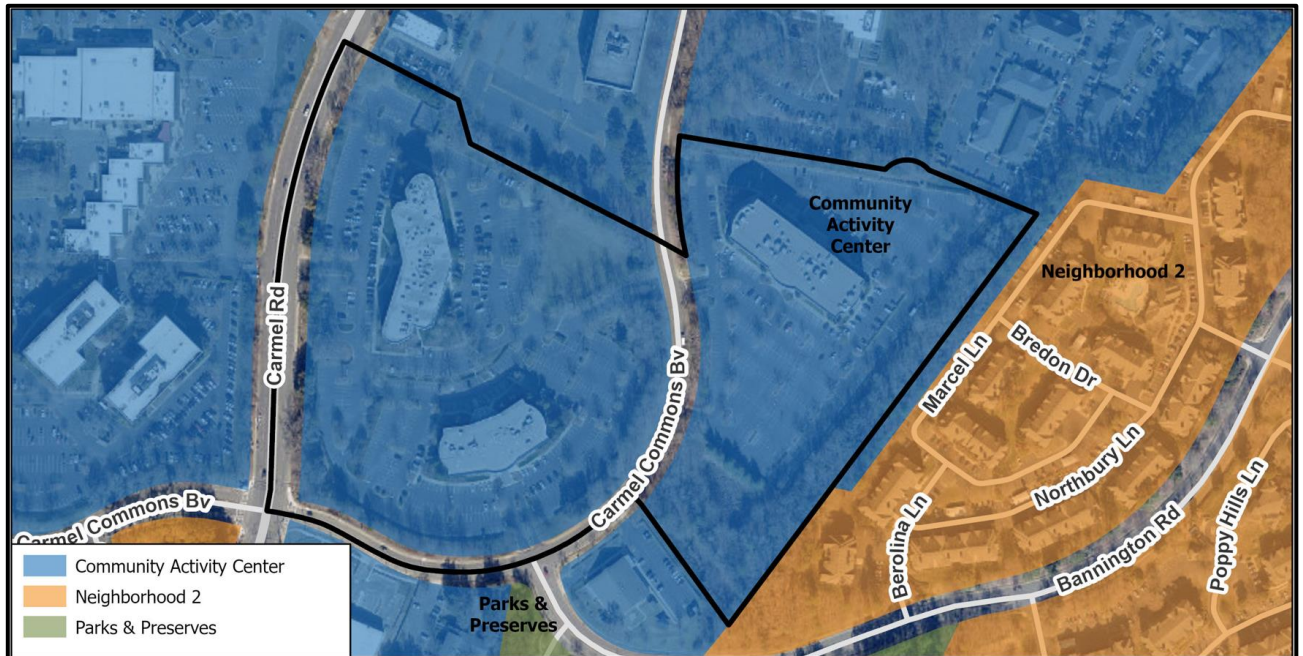 Community
Activity
Center
Neighborhood 2
Carmel Rd
Marcel Ln
Bredon Dr
Carmel Commons Bv
Northbury Ln
Poppy Hills Ln
Carmel Commons Bv
Berolina Ln
Bannington Rd
Parks &
Preserves
Community Activity Center
Neighborhood 2
Parks & Preserves